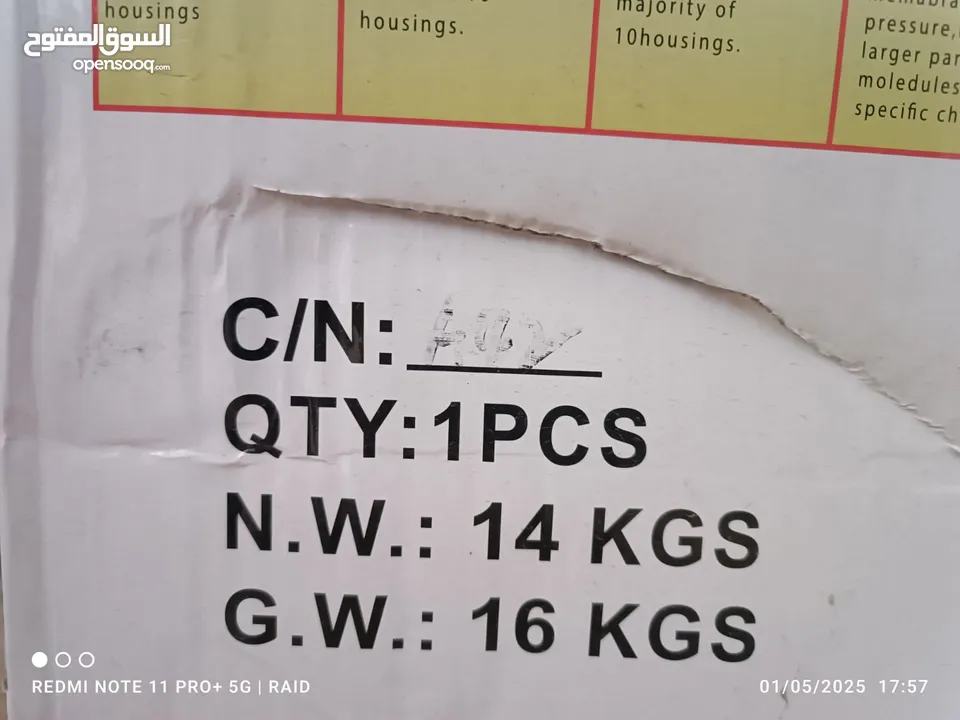 السوق المفتوح
opensooq.com
housings
housings.
majority of
10housings.
pressure,
larger par
moledules
specific ch
C/N:
QTY:1PCS
N.W.: 14 KGS
G.W.: 16 KGS
REDMI NOTE 11 PRO+ 5G | RAID
01/05/2025 17:57